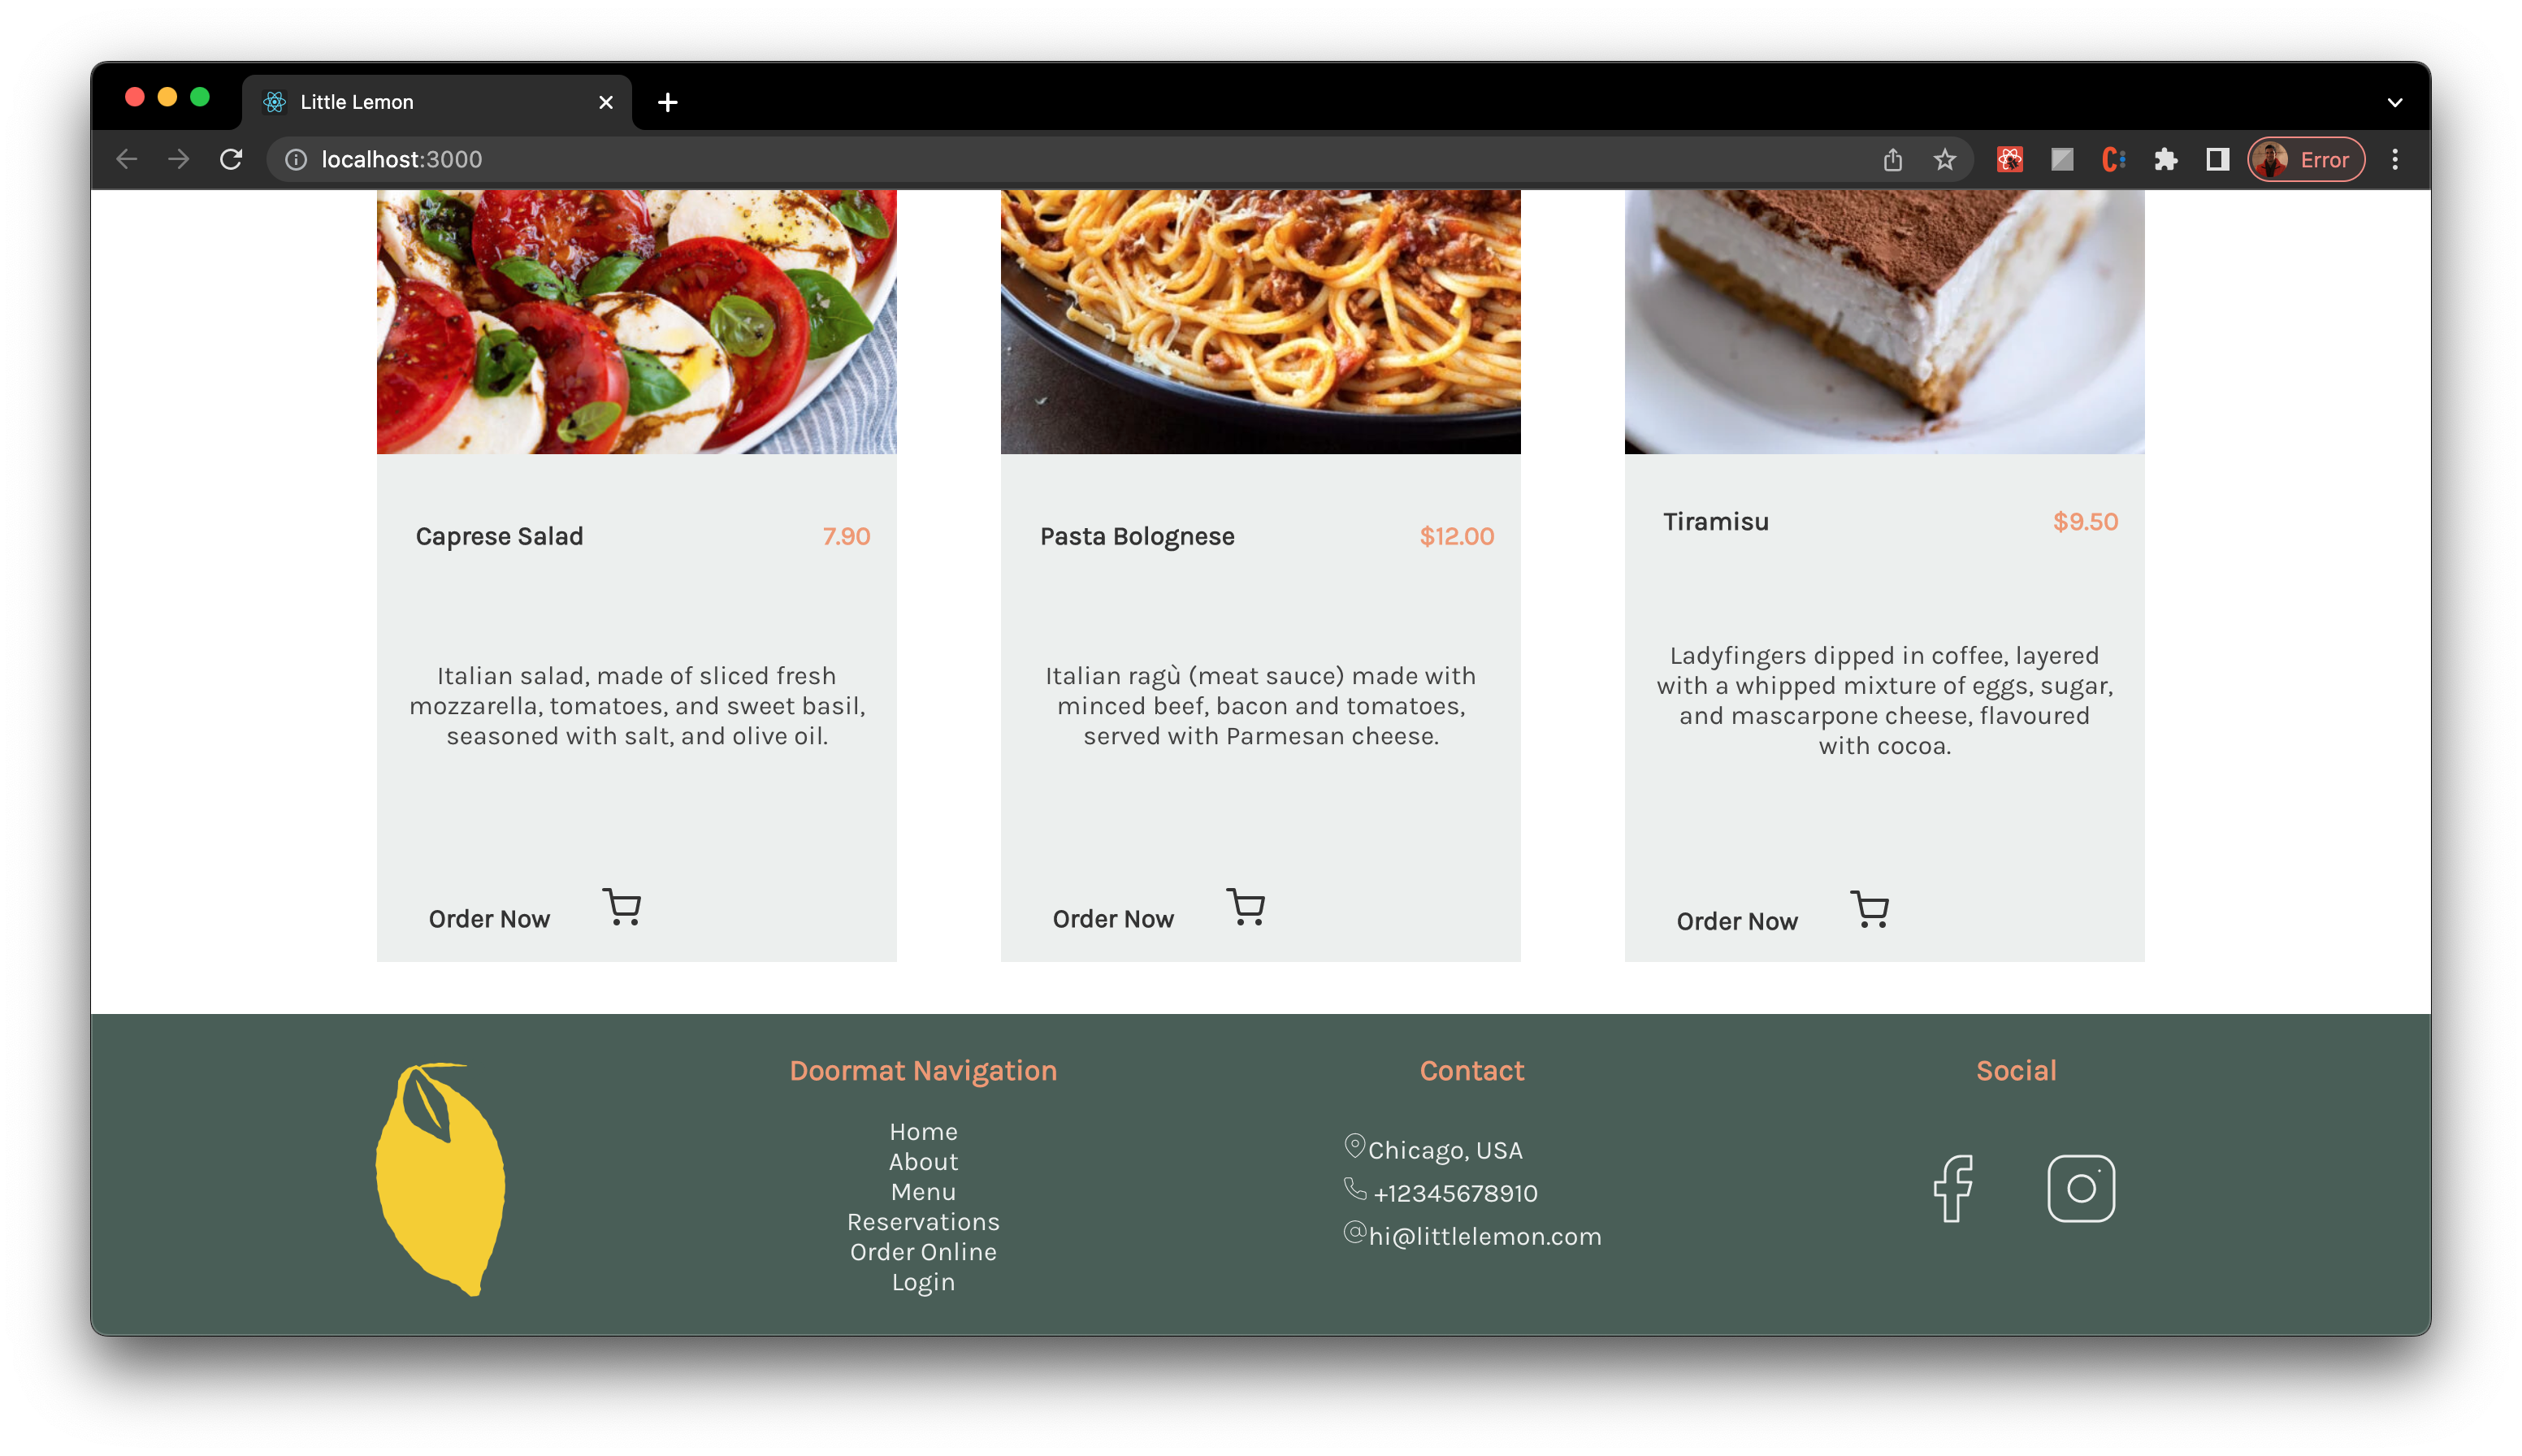 Little Lemon
localhost:3000
Error
Caprese Salad 7.90
Italian salad, made of sliced fresh
mozzarella, tomatoes, and sweet basil,
seasoned with salt, and olive oil.
Order Now
Pasta Bolognese $12.00
Italian ragù (meat sauce) made with
minced beef, bacon and tomatoes,
served with Parmesan cheese.
Order Now
Tiramisu $9.50
Ladyfingers dipped in coffee, layered
with a whipped mixture of eggs, sugar,
and mascarpone cheese, flavoured
with cocoa.
Order Now
Doormat Navigation
Home
About
Menu
Reservations
Order Online
Login
Contact
Chicago, USA
+12345678910
hi@littlelemon.com
Social